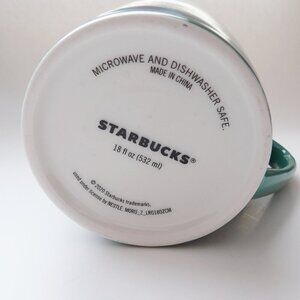 MICROWAVE AND DISHWASHER SAFE.
MADE IN CHINA
STARBUCKS®
18 fl oz (532 ml)
© 2020 Starbucks trademarks.
used under license by NESTLE.